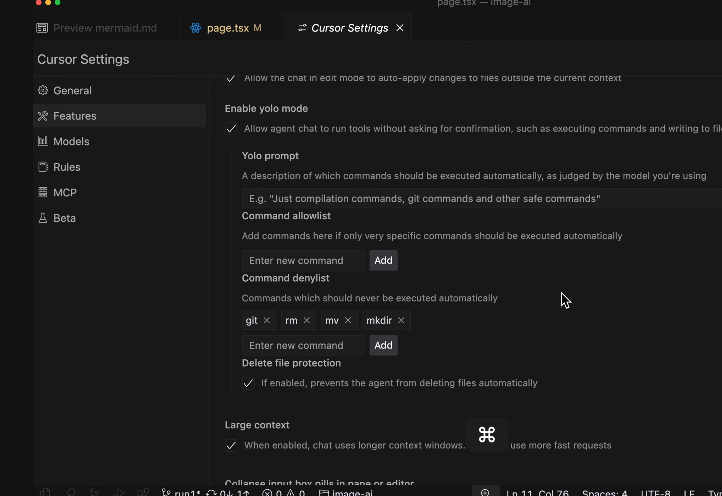 page.tsx — image-ai
Preview mermaid.md
page.tsx M
Cursor Settings
Cursor Settings
General
Features
Models
Rules
MCP
Beta
Allow the chat in edit mode to auto-apply changes to files outside the current context
Enable yolo mode
Allow agent chat to run tools without asking for confirmation, such as executing commands and writing to
Yolo prompt
A description of which commands should be executed automatically, as judged by the model you're using
E.g. "Just compilation commands, git commands and other safe commands"
Command allowlist
Add commands here if only very specific commands should be executed automatically
Enter new command Add
Command denylist
Commands which should never be executed automatically
git rm mv mkdir
Enter new command Add
Delete file protection
If enabled, prevents the agent from deleting files automatically
Large context
When enabled, chat uses longer context windows. ⌘ use more fast requests
Collapse input box pills in pane or editor
run1* 0↓ 1↑ 0 0 image-ai Ln 11, Col 76 Spaces: 4 UTF-8 LF